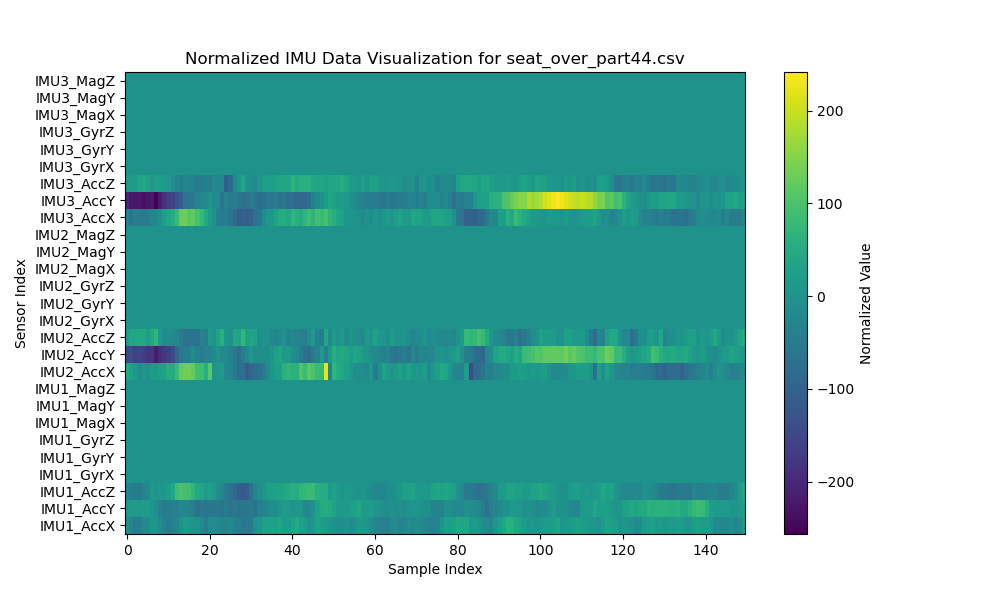 Normalized IMU Data Visualization for seat_over_part44.csv
IMU3_MagZ
IMU3_MagY
IMU3_MagX
IMU3_GyrZ
IMU3_GyrY
IMU3_GyrX
IMU3_AccZ
IMU3_AccY
IMU3_AccX
IMU2_MagZ
IMU2_MagY
IMU2_MagX
IMU2_GyrZ
IMU2_GyrY
IMU2_GyrX
IMU2_AccZ
IMU2_AccY
IMU2_AccX
IMU1_MagZ
IMU1_MagY
IMU1_MagX
IMU1_GyrZ
IMU1_GyrY
IMU1_GyrX
IMU1_AccZ
IMU1_AccY
IMU1_AccX
Sensor Index
0 20 40 60 80 100 120 140
Sample Index
200
100
0
−100
−200
Normalized Value